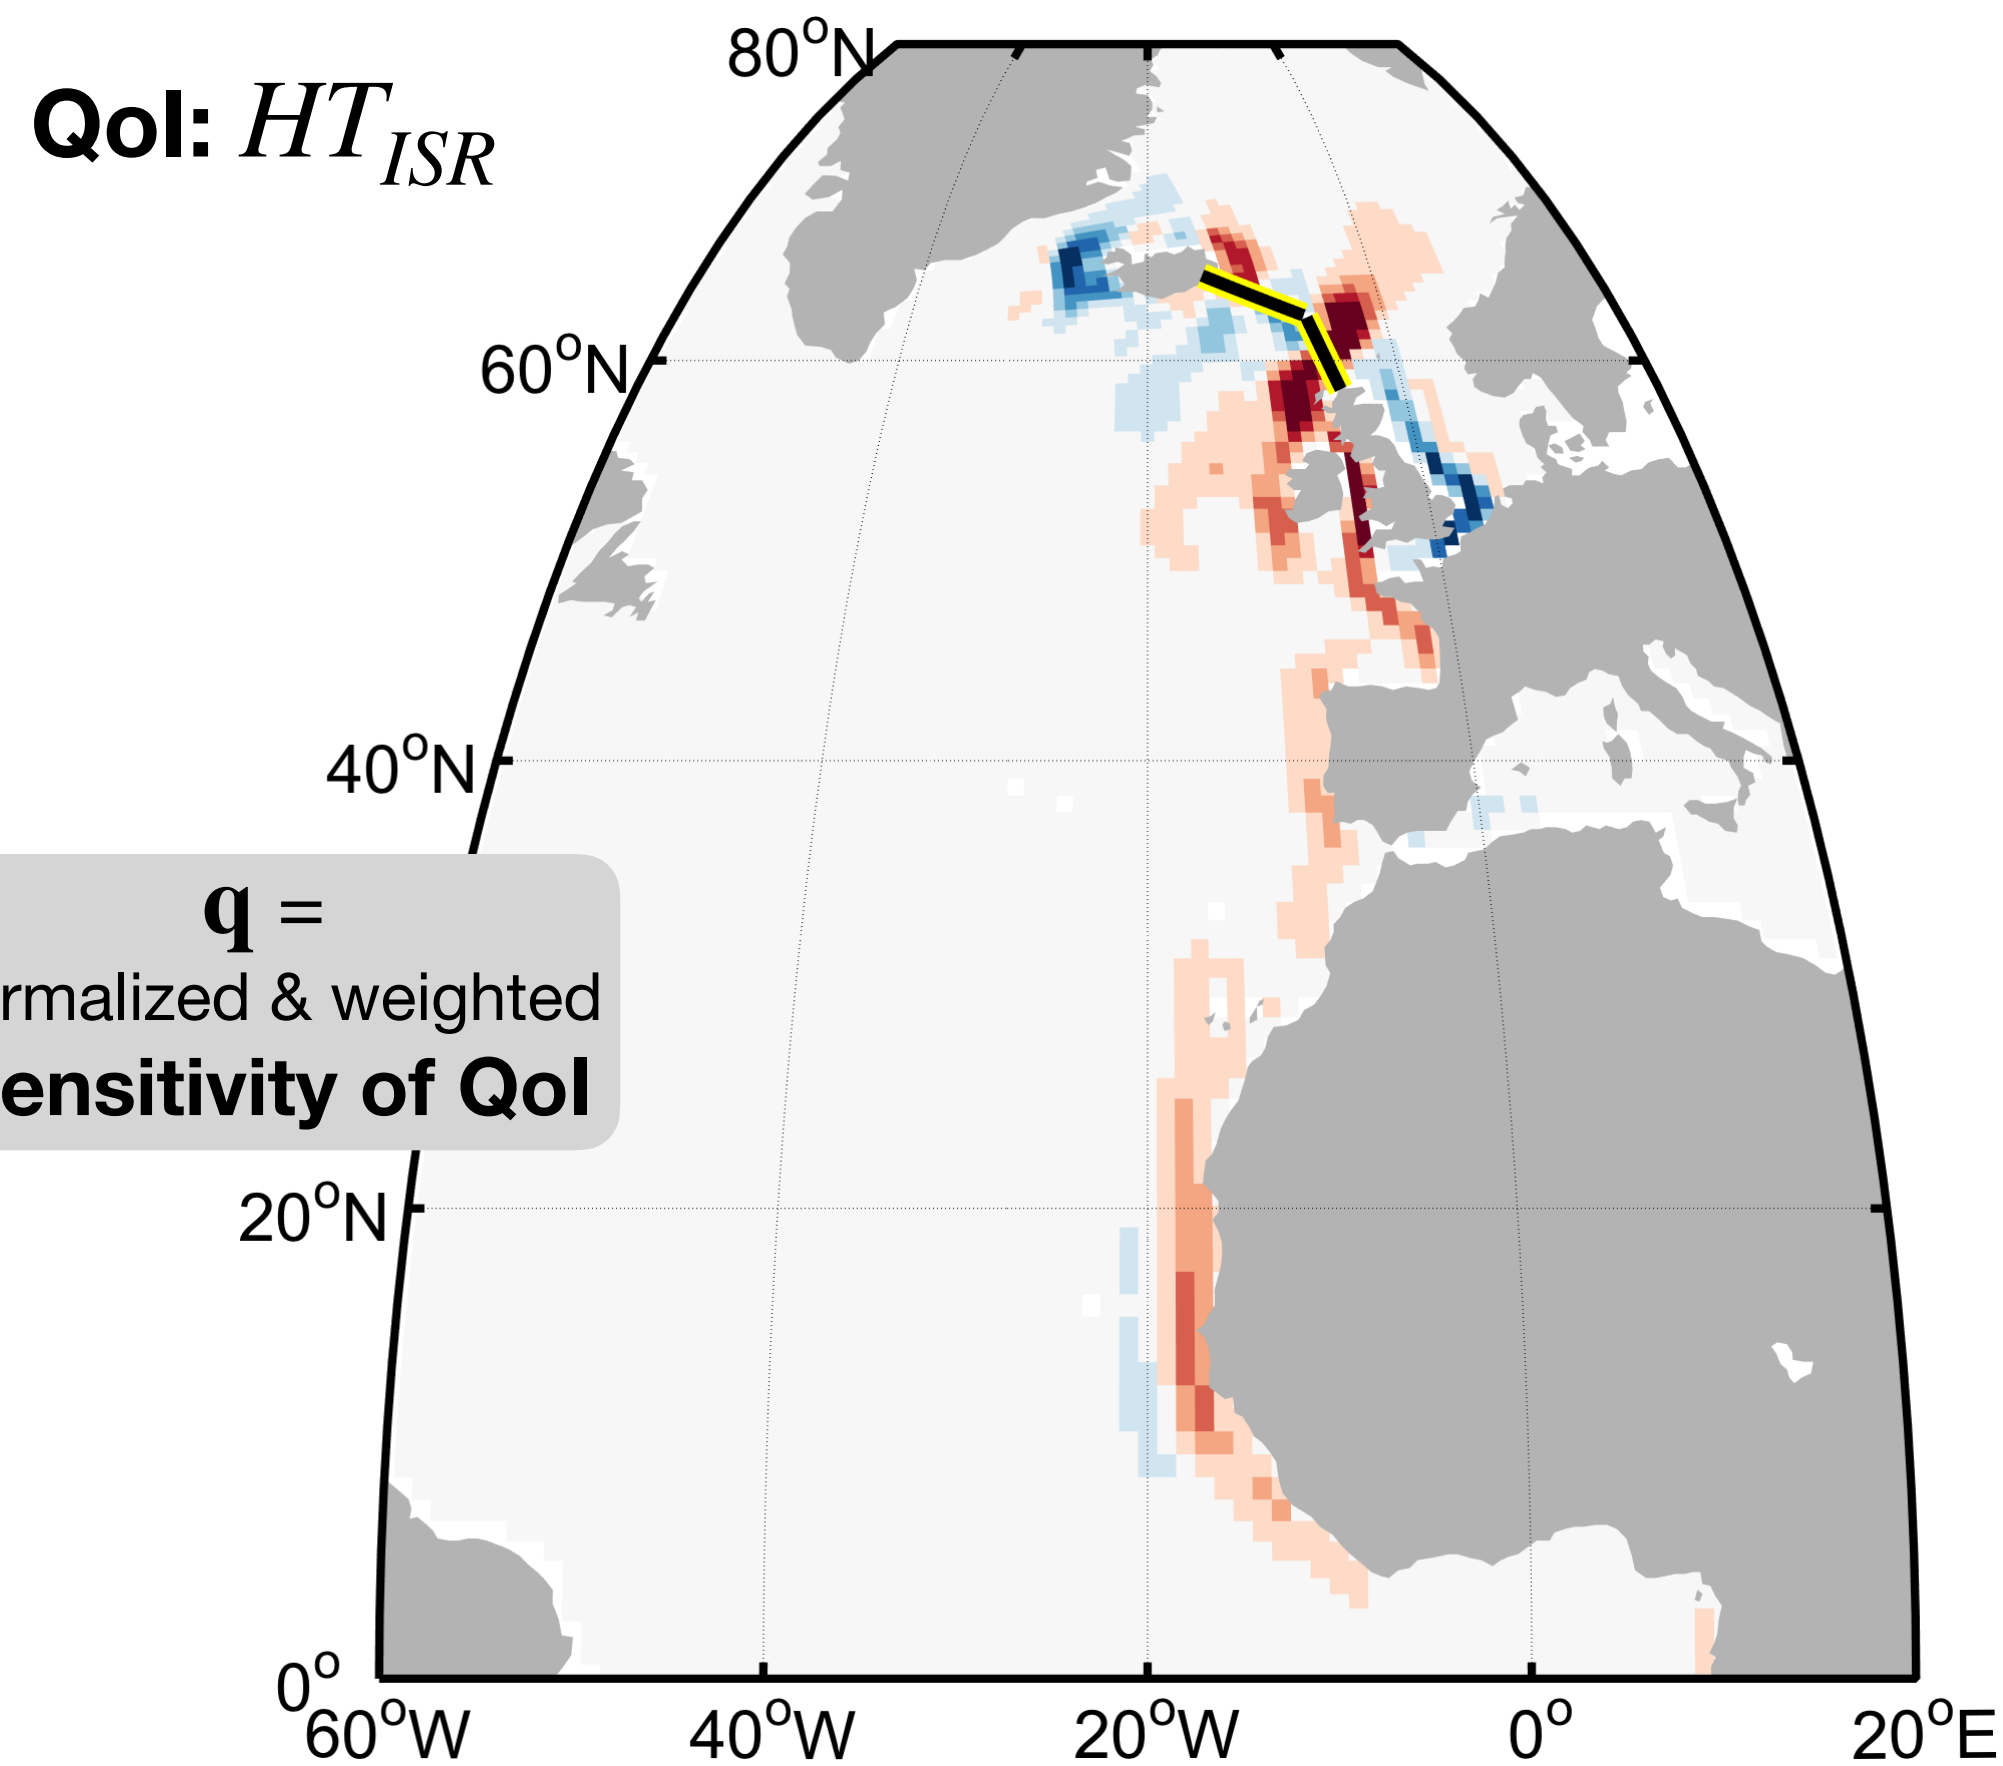 80°N
QoI: HT_ISR
60°N
40°N
q =
rmalized & weighted
ensitivity of QoI
20°N
0°
60°W 40°W 20°W 0° 20°E